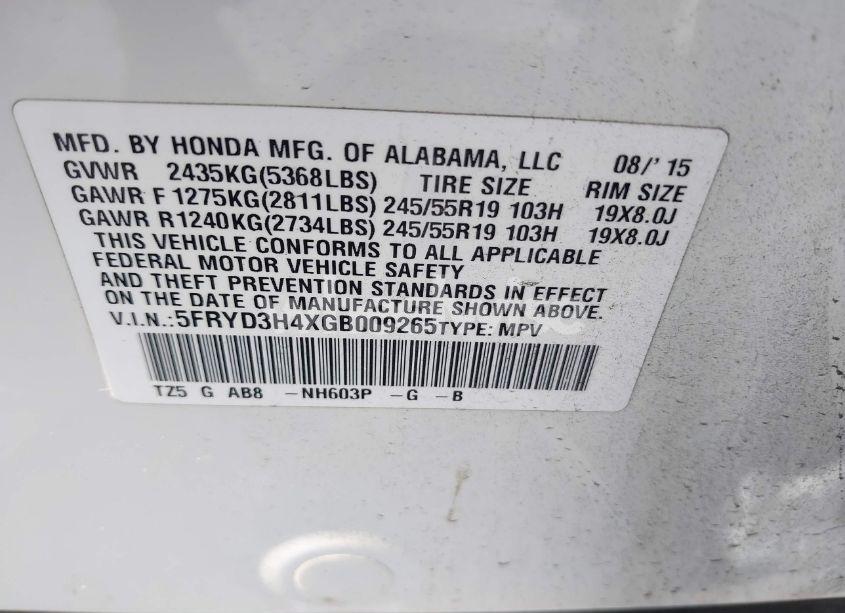 MFD. BY HONDA MFG. OF ALABAMA, LLC 08/' 15
GVWR 2435KG(5368LBS) TIRE SIZE RIM SIZE
GAWR F 1275KG(2811LBS) 245/55R19 103H 19X8.0J
GAWR R1240KG(2734LBS) 245/55R19 103H 19X8.0J
THIS VEHICLE CONFORMS TO ALL APPLICABLE
FEDERAL MOTOR VEHICLE SAFETY
AND THEFT PREVENTION STANDARDS IN EFFECT
ON THE DATE OF MANUFACTURE SHOWN ABOVE.
V.I.N.:5FRYD3H4XGB009265 TYPE: MPV
TZ5 G AB8 -NH603P -G -B